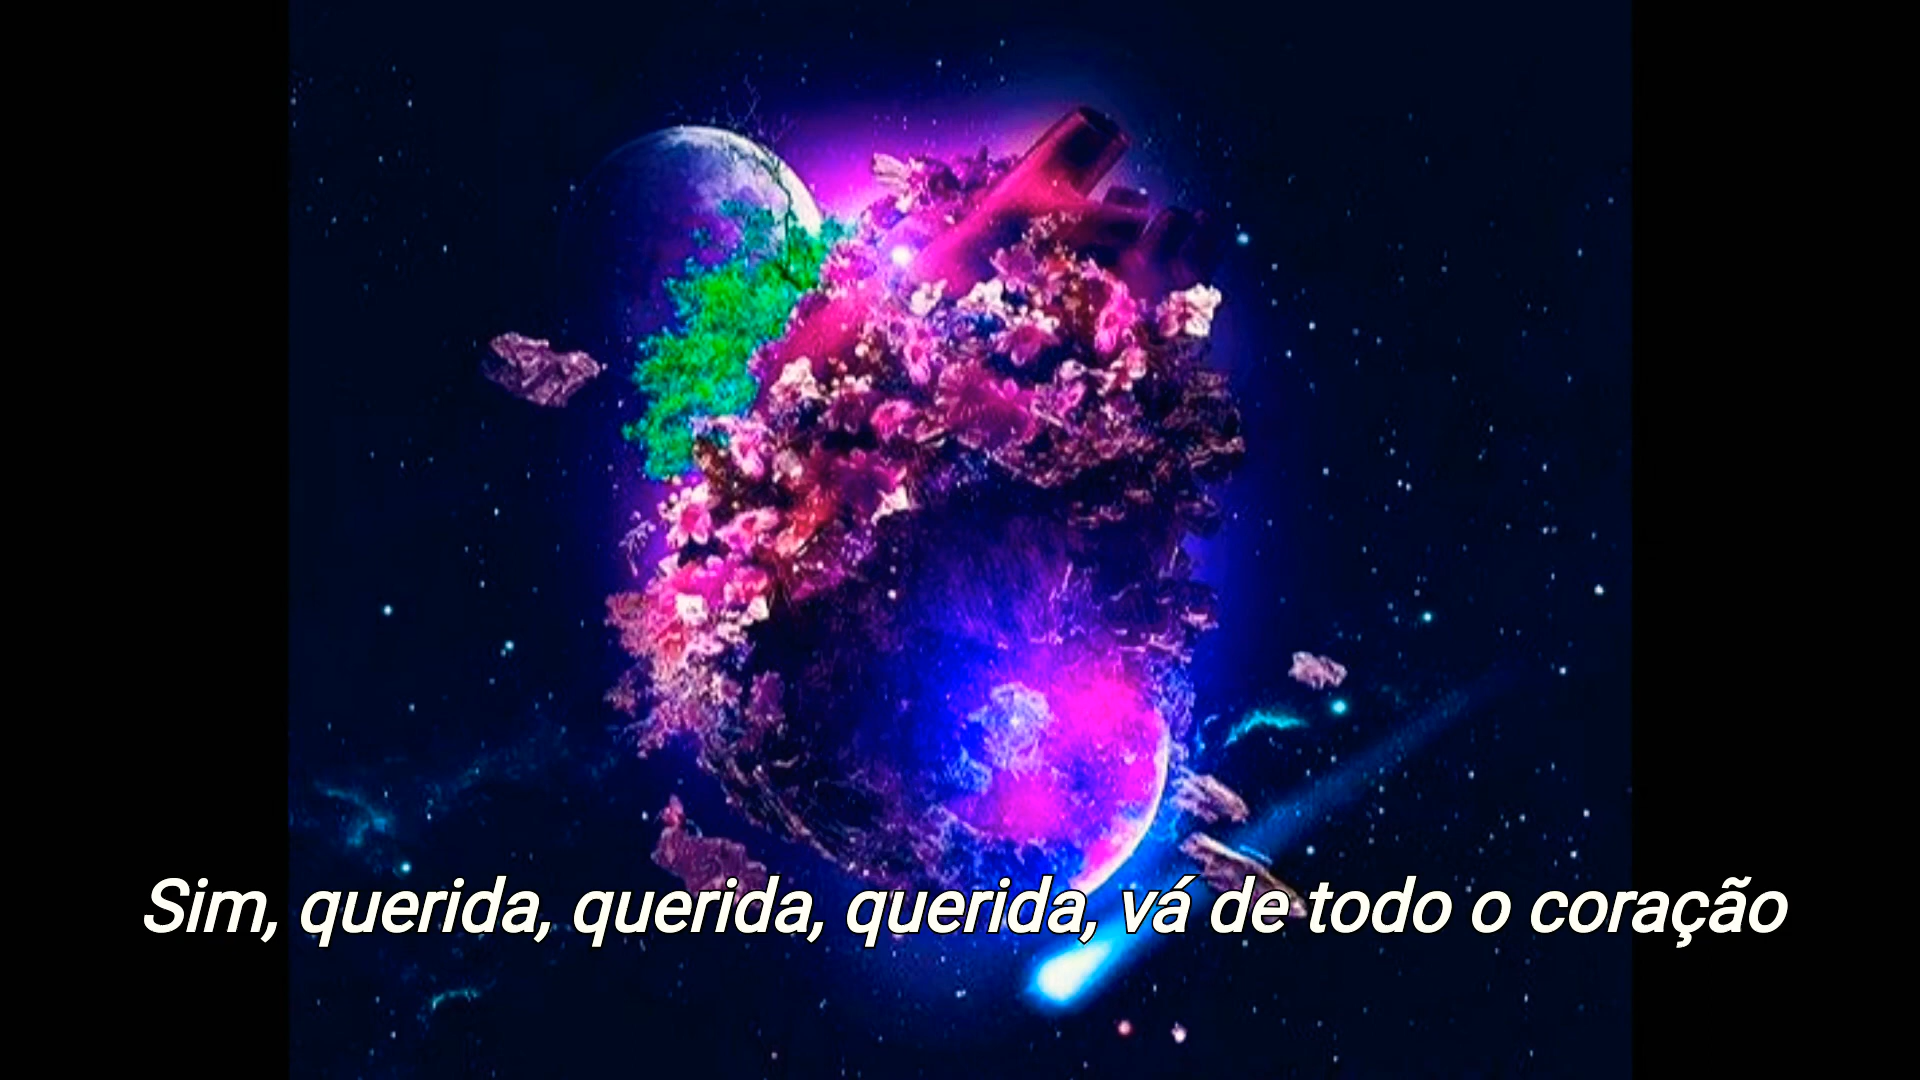 Sim, querida, querida, querida, vá de todo o coração